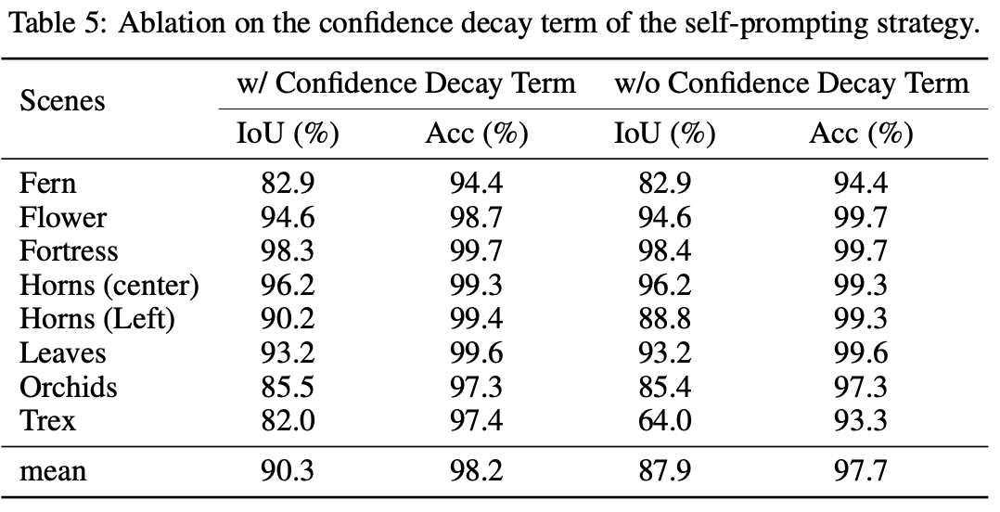 Table 5: Ablation on the confidence decay term of the self-prompting strategy.
Scenes w/ Confidence Decay Term w/o Confidence Decay Term
IoU (%) Acc (%) IoU (%) Acc (%)
Fern 82.9 94.4 82.9 94.4
Flower 94.6 98.7 94.6 99.7
Fortress 98.3 99.7 98.4 99.7
Horns (center) 96.2 99.3 96.2 99.3
Horns (Left) 90.2 99.4 88.8 99.3
Leaves 93.2 99.6 93.2 99.6
Orchids 85.5 97.3 85.4 97.3
Trex 82.0 97.4 64.0 93.3
mean 90.3 98.2 87.9 97.7